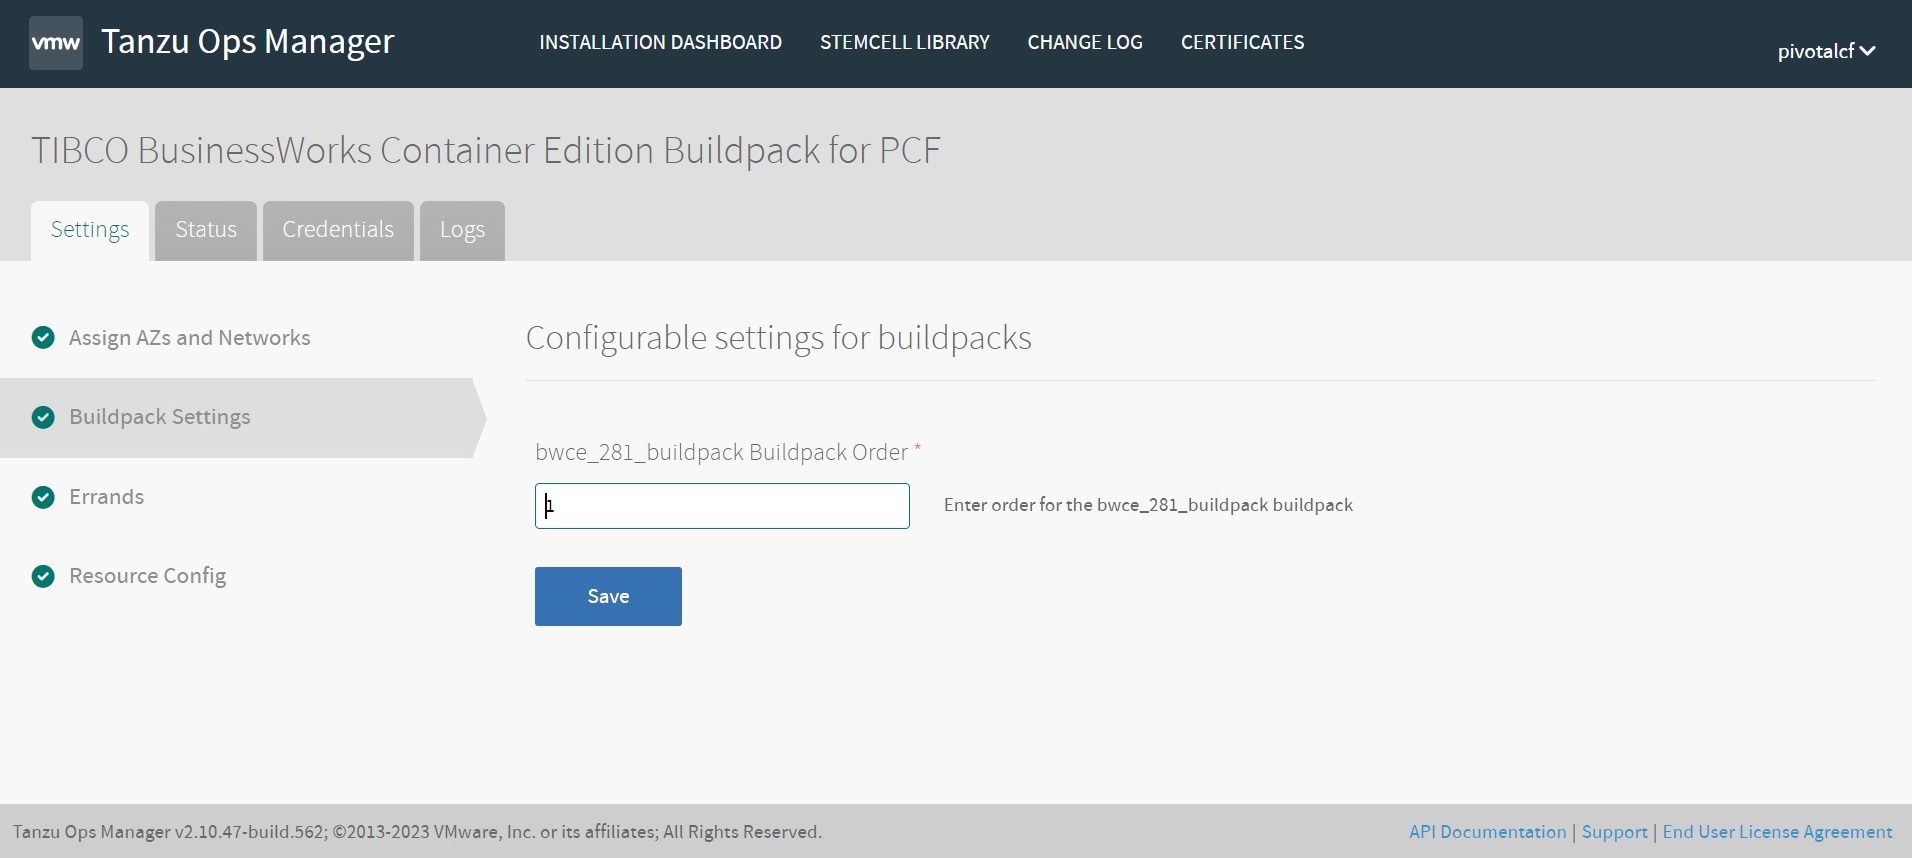 vmw Tanzu Ops Manager INSTALLATION DASHBOARD STEMCELL LIBRARY CHANGE LOG CERTIFICATES pivotalcf
TIBCO BusinessWorks Container Edition Buildpack for PCF
Settings Status Credentials Logs
Assign AZs and Networks
Buildpack Settings
Errands
Resource Config
Configurable settings for buildpacks
bwce_281_buildpack Buildpack Order *
1 Enter order for the bwce_281_buildpack buildpack
Save
Tanzu Ops Manager v2.10.47-build.562; ©2013-2023 VMware, Inc. or its affiliates; All Rights Reserved. API Documentation | Support | End User License Agreement